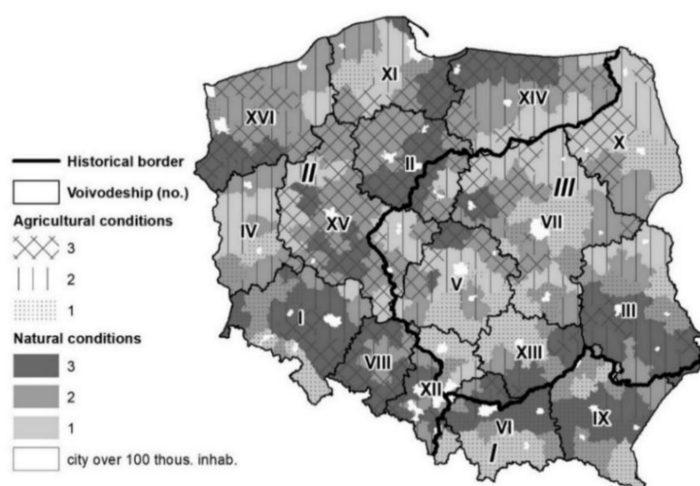 Historical border
Voivodeship (no.)
Agricultural conditions
3
2
1
Natural conditions
3
2
1
city over 100 thous. inhab.
XI
XIV
XVI
X
II
II
III
IV
XV
VII
V
III
I
VIII
XIII
XII
VI
IX
I